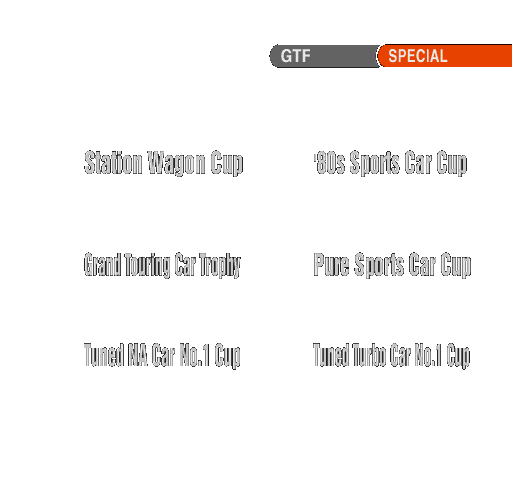 GTF SPECIAL
Station Wagon Cup '80s Sports Car Cup
Grand Touring Car Trophy Pure Sports Car Cup
Tuned NA Car No.1 Cup Tuned Turbo Car No.1 Cup